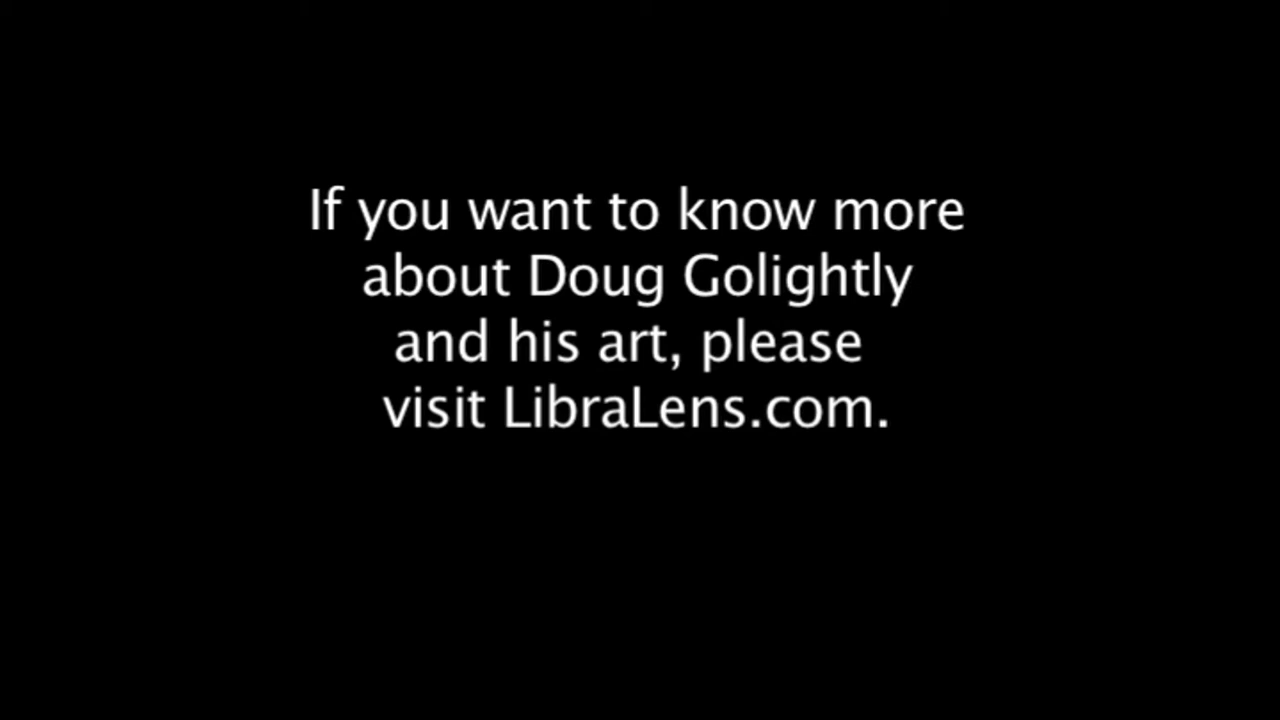 If you want to know more
about Doug Golightly
and his art, please
visit LibraLens.com.